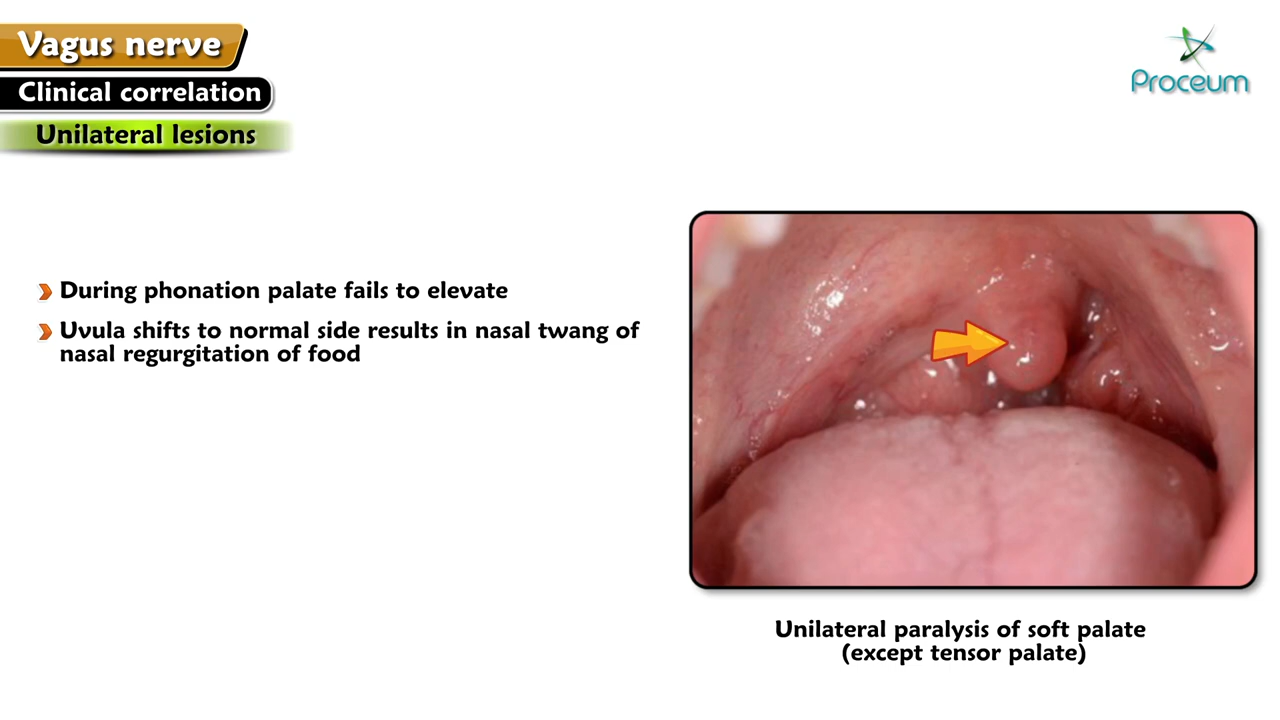 Vagus nerve
Clinical correlation
Unilateral lesions
Proceum
During phonation palate fails to elevate
Uvula shifts to normal side results in nasal twang of
nasal regurgitation of food
Unilateral paralysis of soft palate
(except tensor palate)